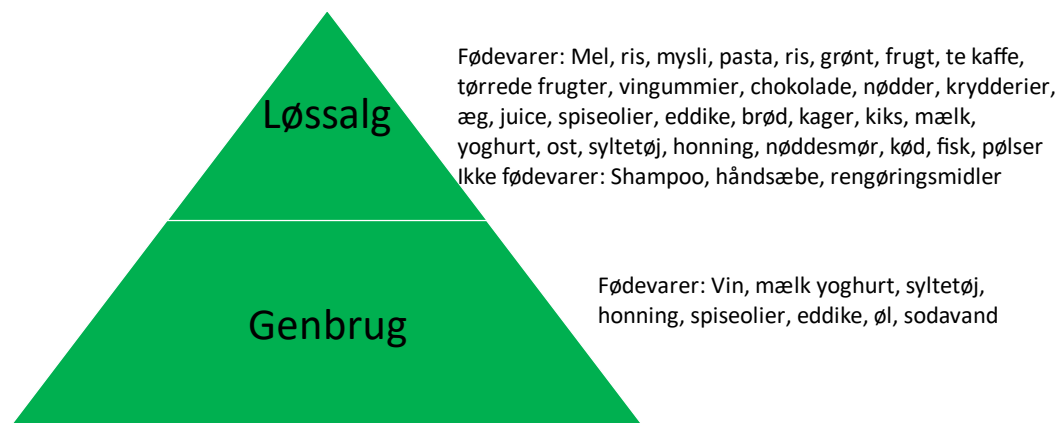 Løssalg
Fødevarer: Mel, ris, mysli, pasta, ris, grønt, frugt, te kaffe,
tørrede frugter, vingummier, chokolade, nødder, krydderier,
æg, juice, spiseolier, eddike, brød, kager, kiks, mælk,
yoghurt, ost, syltetøj, honning, nøddesmør, kød, fisk, pølser
Ikke fødevarer: Shampoo, håndsæbe, rengøringsmidler
Genbrug
Fødevarer: Vin, mælk yoghurt, syltetøj,
honning, spiseolier, eddike, øl, sodavand